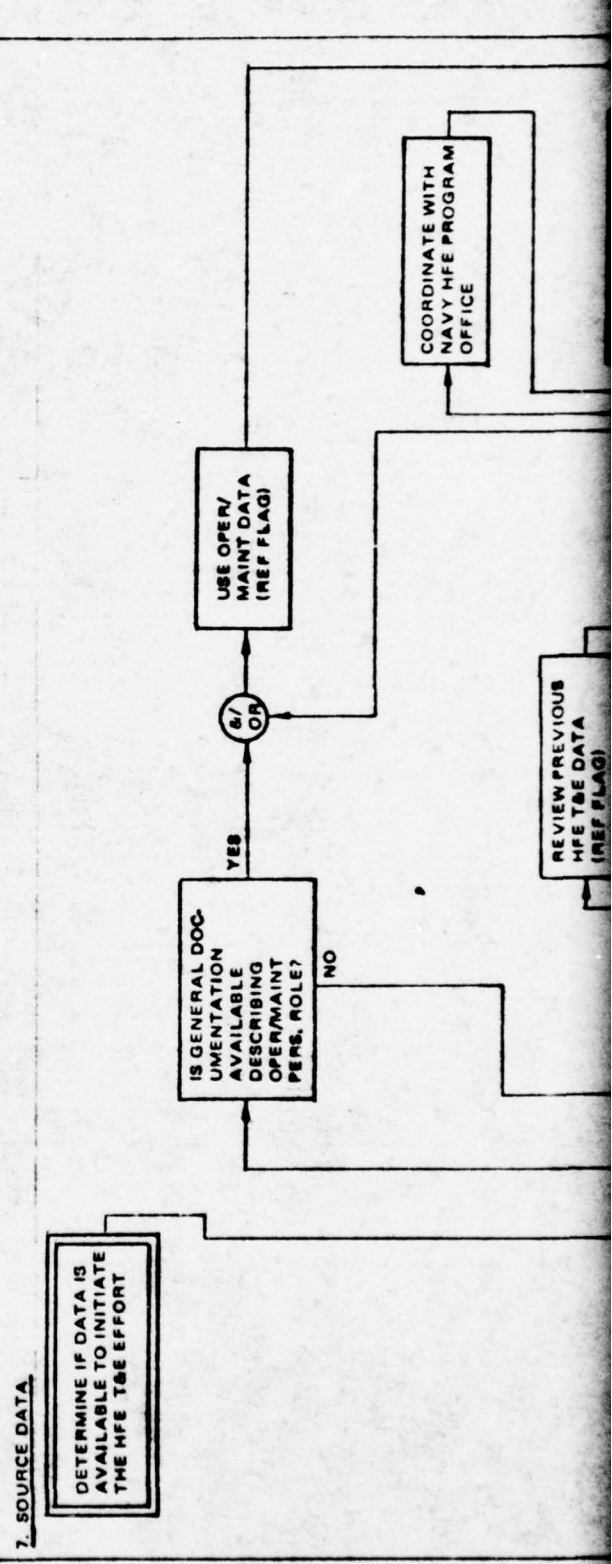 7. SOURCE DATA
DETERMINE IF DATA IS
AVAILABLE TO INITIATE
THE HFE T&E EFFORT
IS GENERAL DOC-
UMENTATION
AVAILABLE
DESCRIBING
OPER/MAINT
PERS. ROLE?
YES
NO
&/
OR
USE OPER/
MAINT DATA
(REF FLAG)
COORDINATE WITH
NAVY HFE PROGRAM
OFFICE
REVIEW PREVIOUS
HFE T&E DATA
(REF FLAG)